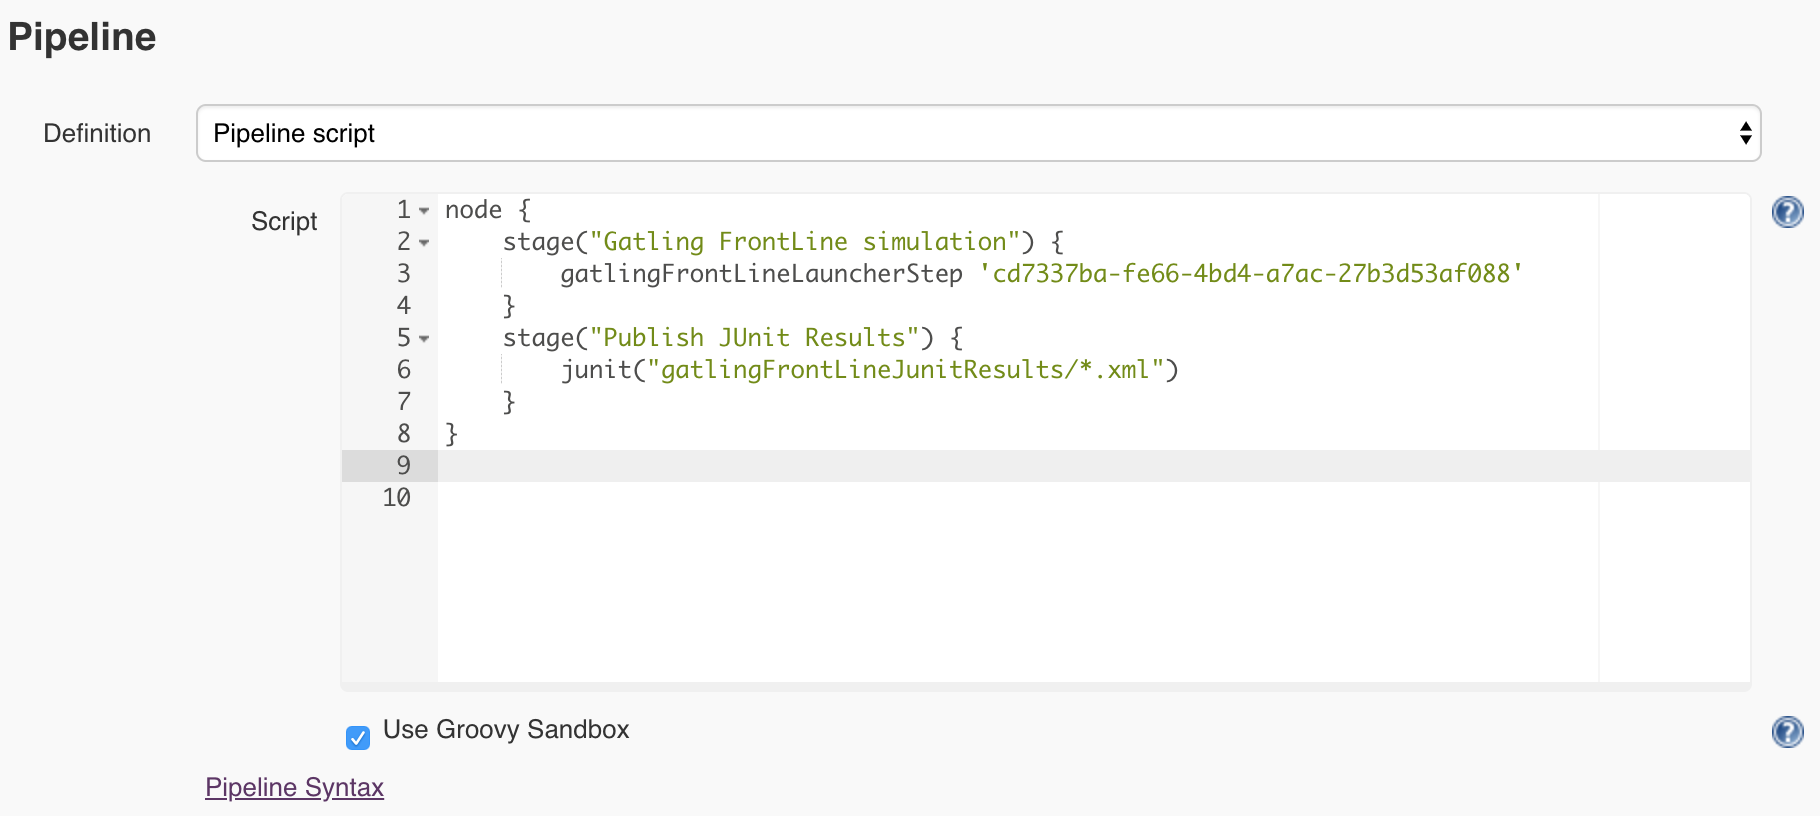 Pipeline
Definition
Pipeline script
Script
1 node {
2     stage("Gatling FrontLine simulation") {
3         gatlingFrontLineLauncherStep 'cd7337ba-fe66-4bd4-a7ac-27b3d53af088'
4     }
5     stage("Publish JUnit Results") {
6         junit("gatlingFrontLineJunitResults/*.xml")
7     }
8 }
9
10
?
Use Groovy Sandbox
?
Pipeline Syntax